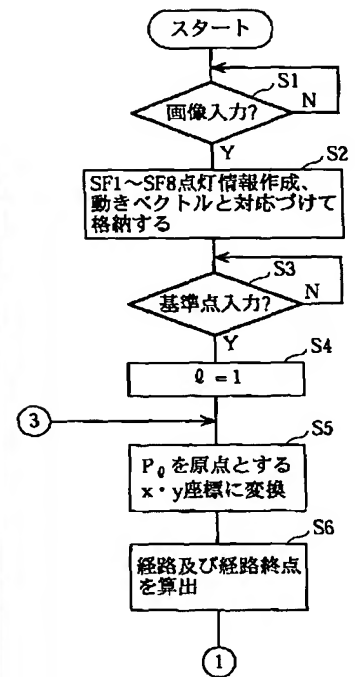 スタート
S1
画像入力?
N
Y
S2
SF1～SF8点灯情報作成、
動きベクトルと対応づけて
格納する
S3
基準点入力?
N
Y
S4
ℓ = 1
3
S5
Pℓを原点とする
x・y座標に変換
S6
経路及び経路終点
を算出
1